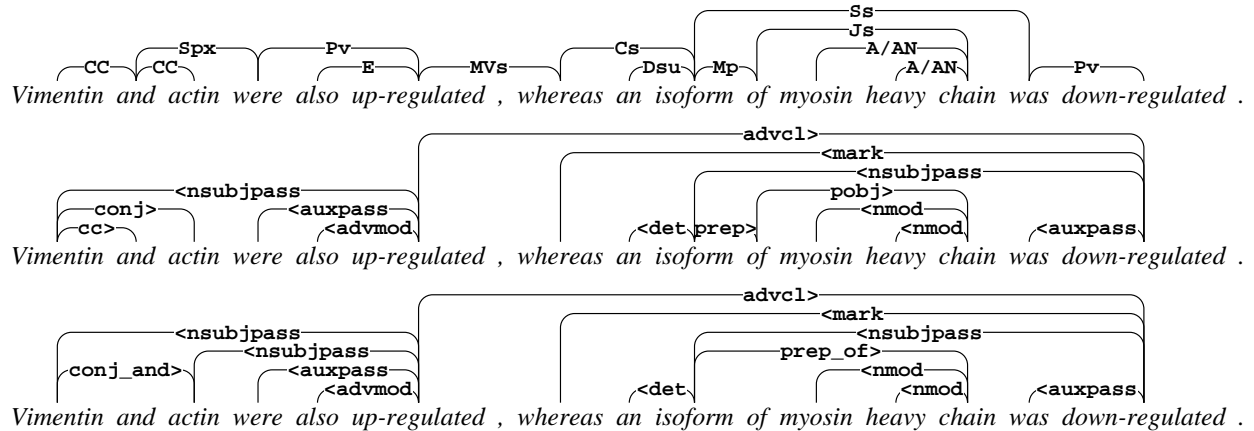 Ss
Spx Pv Cs Js
CC CC E MVs Dsu Mp A/AN A/AN Pv
Vimentin and actin were also up-regulated , whereas an isoform of myosin heavy chain was down-regulated .
advcl>
<mark
<nsubjpass <nsubjpass
conj> <auxpass pobj> <nmod
cc> <advmod <det prep> <nmod <auxpass
Vimentin and actin were also up-regulated , whereas an isoform of myosin heavy chain was down-regulated .
advcl>
<mark
<nsubjpass <nsubjpass
<nsubjpass prep_of>
conj_and> <auxpass <nmod
<advmod <det <nmod <auxpass
Vimentin and actin were also up-regulated , whereas an isoform of myosin heavy chain was down-regulated .